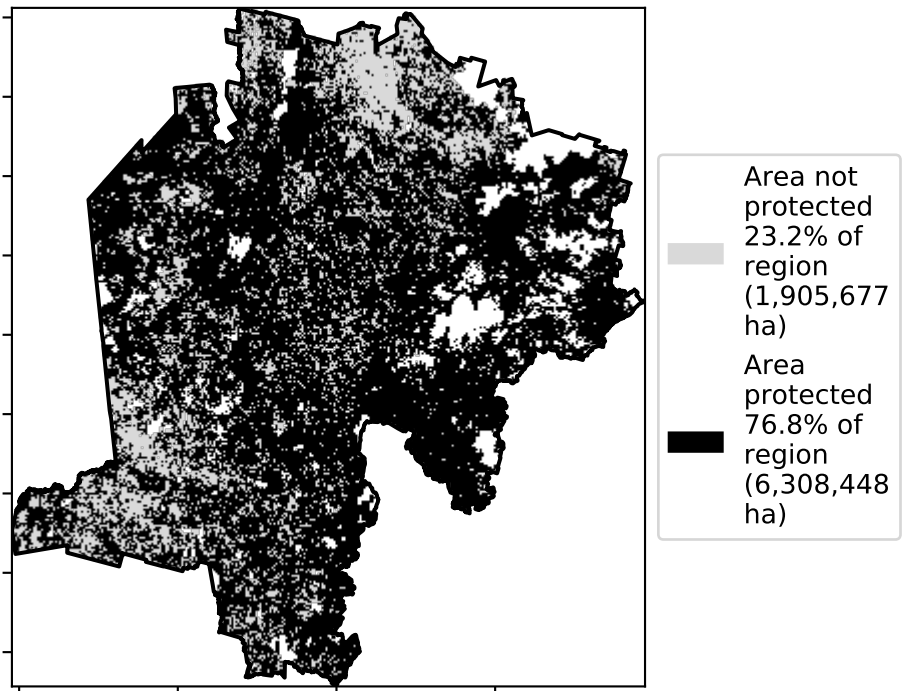 Area not
protected
23.2% of
region
(1,905,677
ha)
Area
protected
76.8% of
region
(6,308,448
ha)